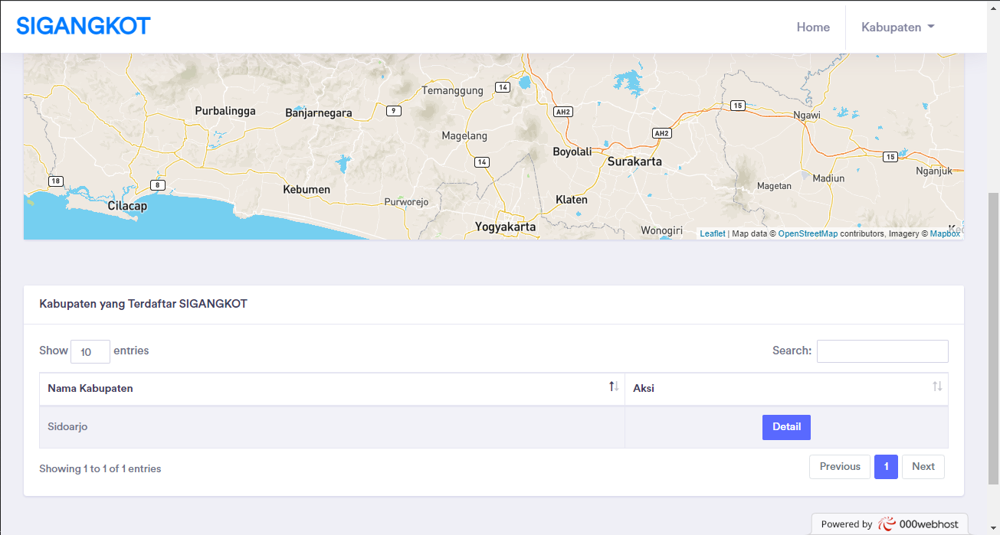 SIGANGKOT
Home
Kabupaten
Temanggung
14
Purbalingga
Banjarnegara
9
AH2
15
Ngawi
Magelang
AH2
Boyolali
14
Surakarta
15
Nganjuk
18
8
Kebumen
Magetan
Madiun
Cilacap
Purworejo
Klaten
Yogyakarta
Wonogiri
Leaflet | Map data © OpenStreetMap contributors, Imagery © Mapbox
Kabupaten yang Terdaftar SIGANGKOT
Show 10 entries
Search:
Nama Kabupaten
Aksi
Sidoarjo
Detail
Showing 1 to 1 of 1 entries
Previous 1 Next
Powered by 000webhost